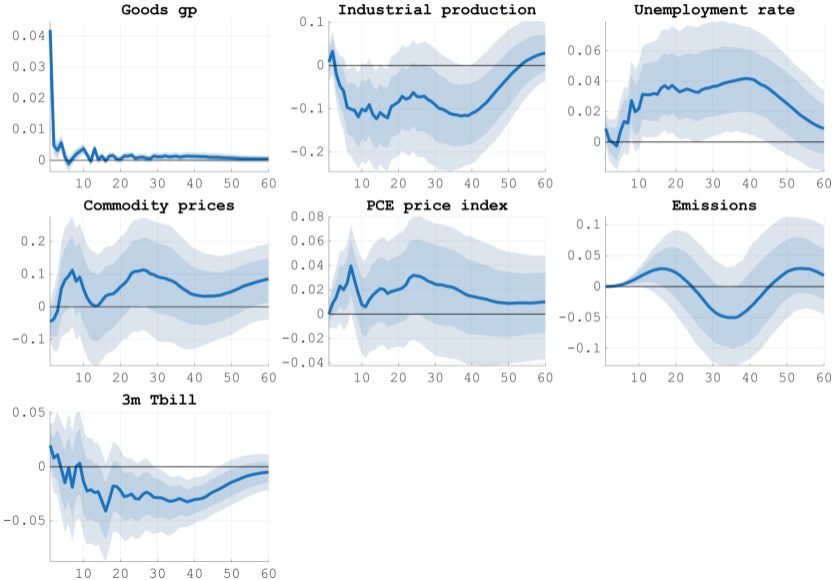 Goods gp
0.04
0.03
0.02
0.01
0
10 20 30 40 50 60
Industrial production
0.1
0
-0.1
-0.2
10 20 30 40 50 60
Unemployment rate
0.06
0.04
0.02
0
10 20 30 40 50 60
Commodity prices
0.2
0.1
0
-0.1
10 20 30 40 50 60
PCE price index
0.08
0.06
0.04
0.02
0
-0.02
-0.04
10 20 30 40 50 60
Emissions
0.1
0.05
0
-0.05
-0.1
10 20 30 40 50 60
3m Tbill
0.05
0
-0.05
10 20 30 40 50 60